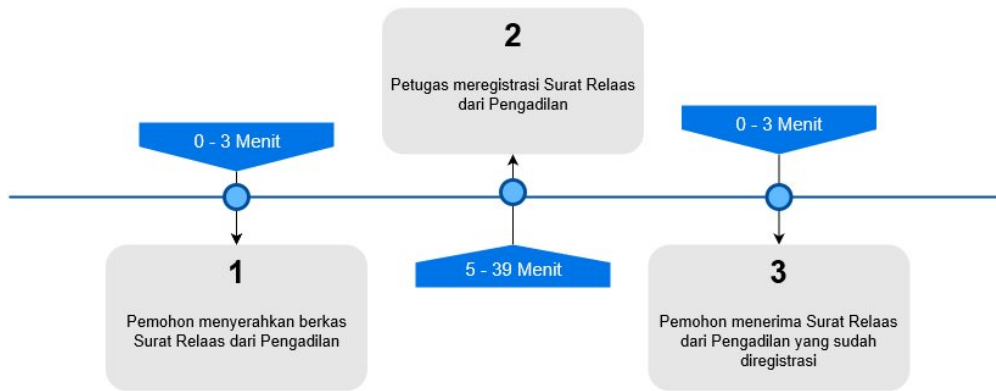 0 - 3 Menit
1
Pemohon menyerahkan berkas
Surat Relaas dari Pengadilan
2
Petugas meregistrasi Surat Relaas
dari Pengadilan
5 - 39 Menit
0 - 3 Menit
3
Pemohon menerima Surat Relaas
dari Pengadilan yang sudah
diregistrasi